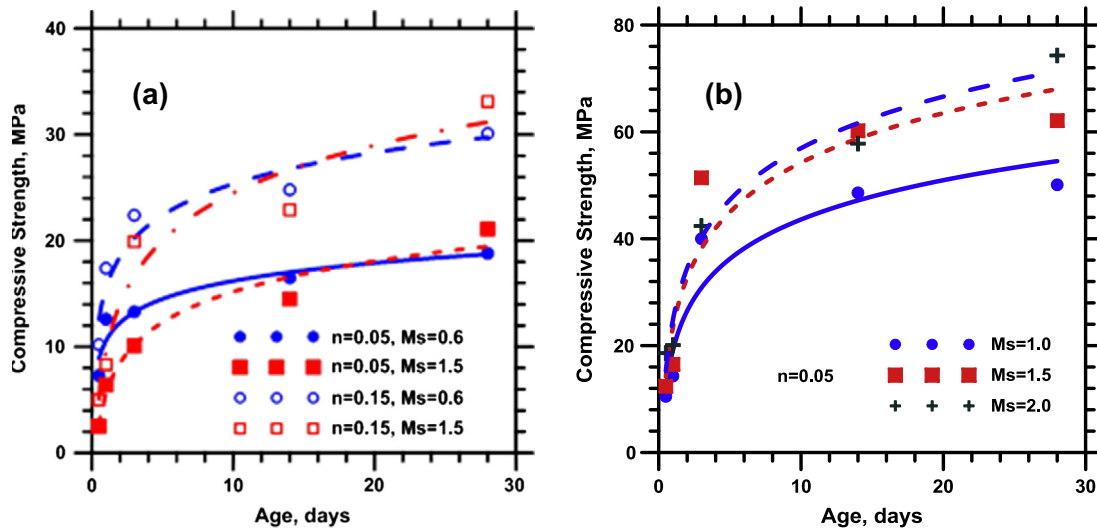 40
30
20
10
0
Compressive Strength, MPa
(a)
n=0.05, Ms=0.6
n=0.05, Ms=1.5
n=0.15, Ms=0.6
n=0.15, Ms=1.5
0 10 20 30
Age, days
80
60
40
20
0
Compressive Strength, MPa
(b)
n=0.05
Ms=1.0
Ms=1.5
Ms=2.0
0 10 20 30
Age, days